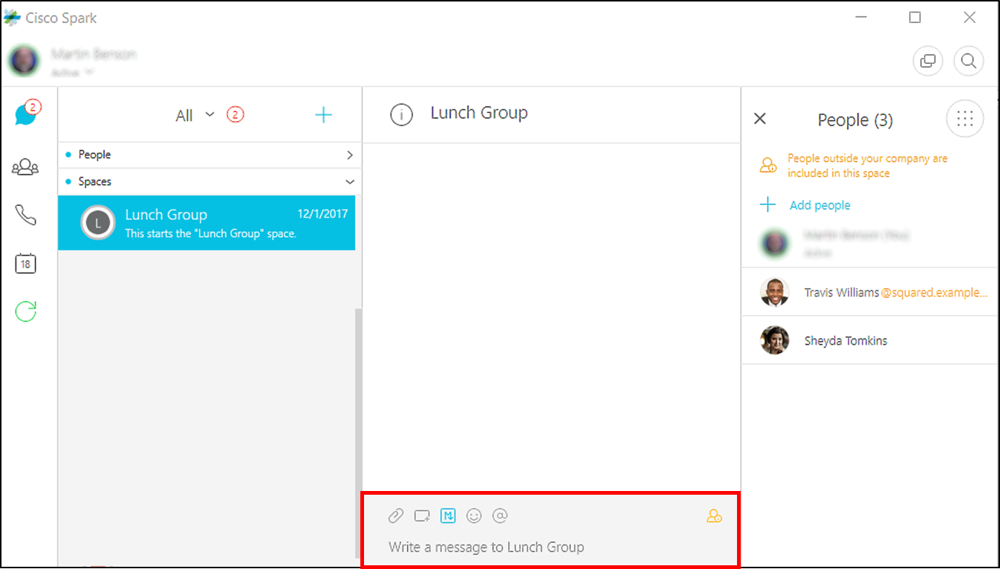 Cisco Spark
Martin Benson
Active
2
All
2
Lunch Group
People (3)
People
Spaces
People outside your company are
included in this space
L
Lunch Group
12/1/2017
This starts the "Lunch Group" space.
Add people
Martin Benson (You)
Active
18
Travis Williams@squared.example...
Sheyda Tomkins
Write a message to Lunch Group